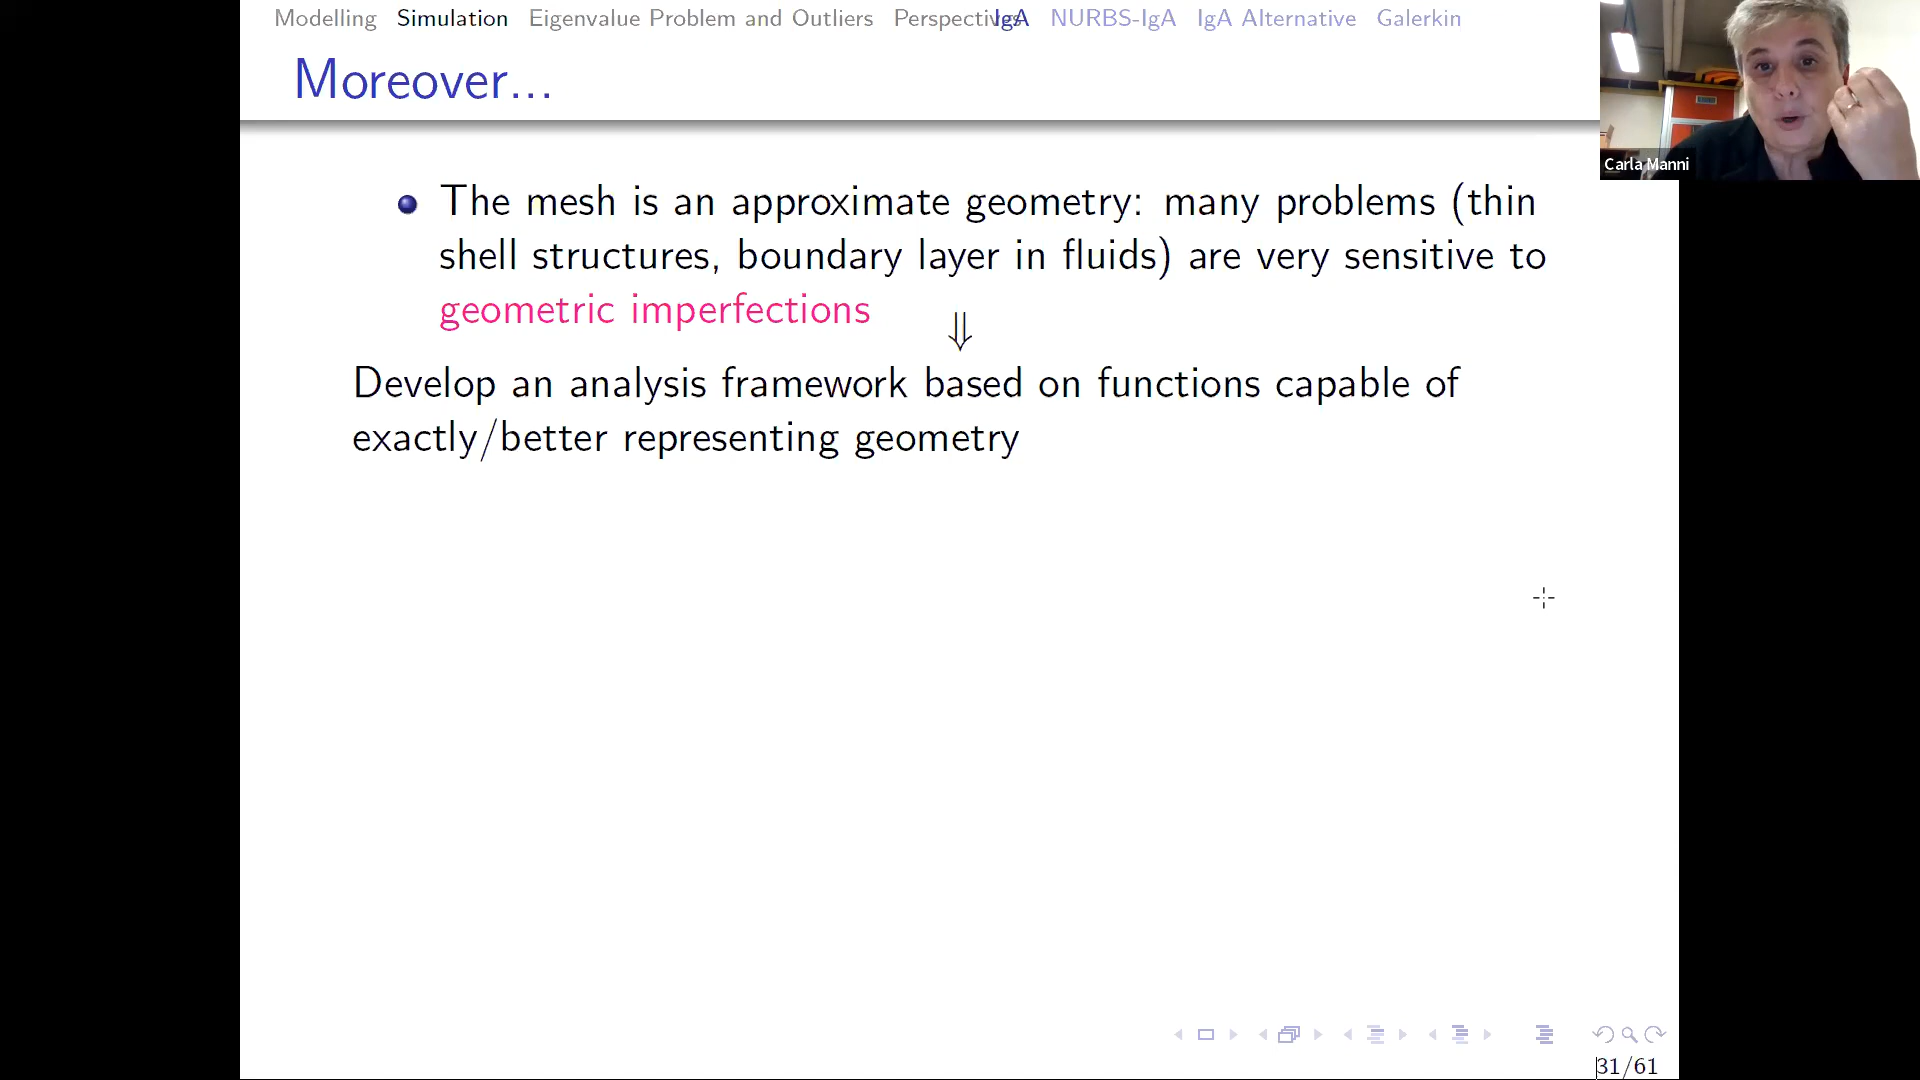 Modelling Simulation Eigenvalue Problem and Outliers Perspectives IgA NURBS-IgA IgA Alternative Galerkin
Moreover...
Carla Manni
The mesh is an approximate geometry: many problems (thin
shell structures, boundary layer in fluids) are very sensitive to
geometric imperfections
⇓
Develop an analysis framework based on functions capable of
exactly/better representing geometry
31/61